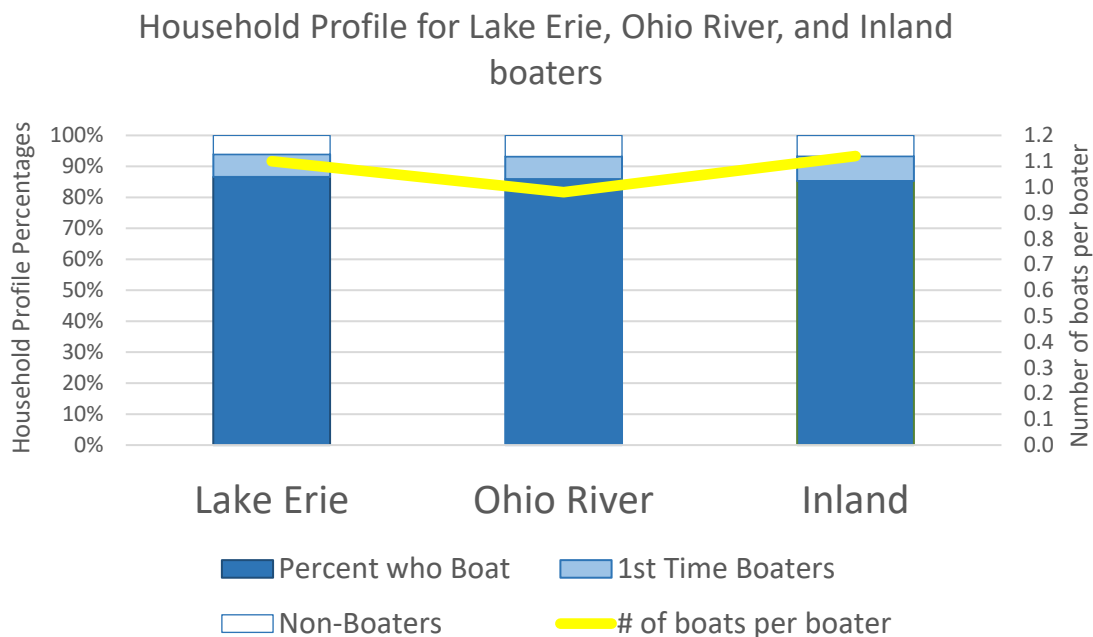 Household Profile for Lake Erie, Ohio River, and Inland
boaters
Household Profile Percentages
100%
90%
80%
70%
60%
50%
40%
30%
20%
10%
0%
1.2
1.1
1.0
0.9
0.8
0.7
0.6
0.5
0.4
0.3
0.2
0.1
0.0
Number of boats per boater
Lake Erie
Ohio River
Inland
Percent who Boat
1st Time Boaters
Non-Boaters
# of boats per boater